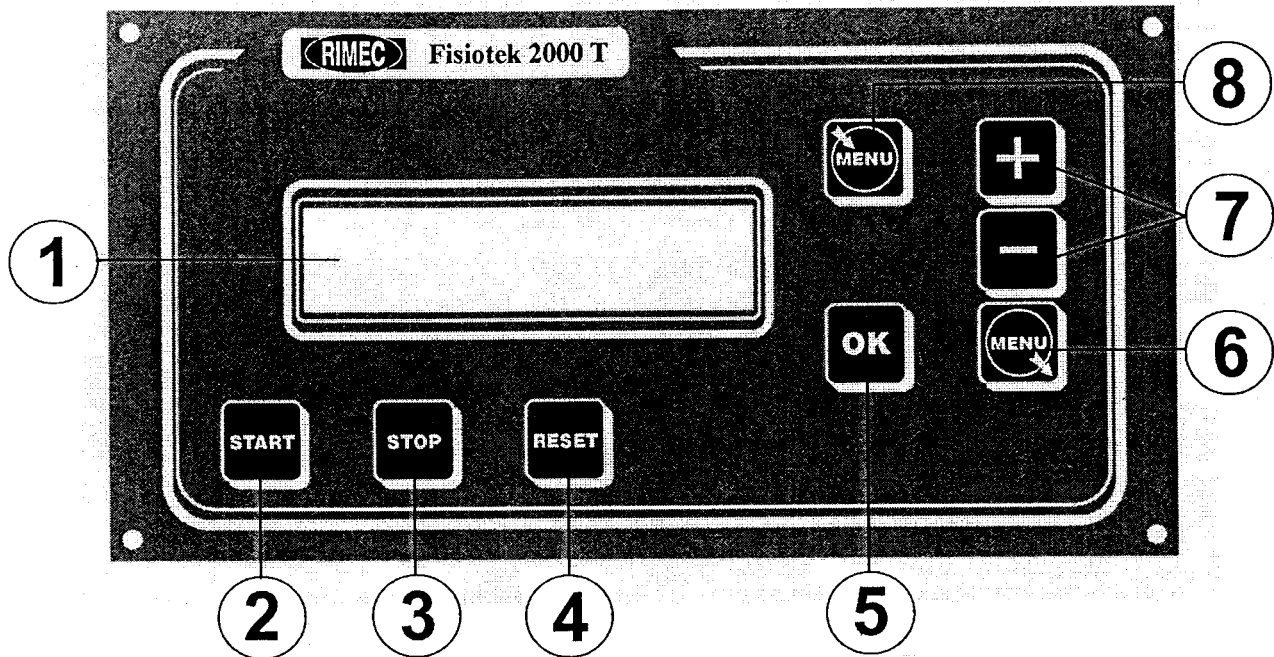 RIMEC Fisiotek 2000 T
8
MENU
+
7
-
1
OK
MENU
6
START
STOP
RESET
2
3
4
5